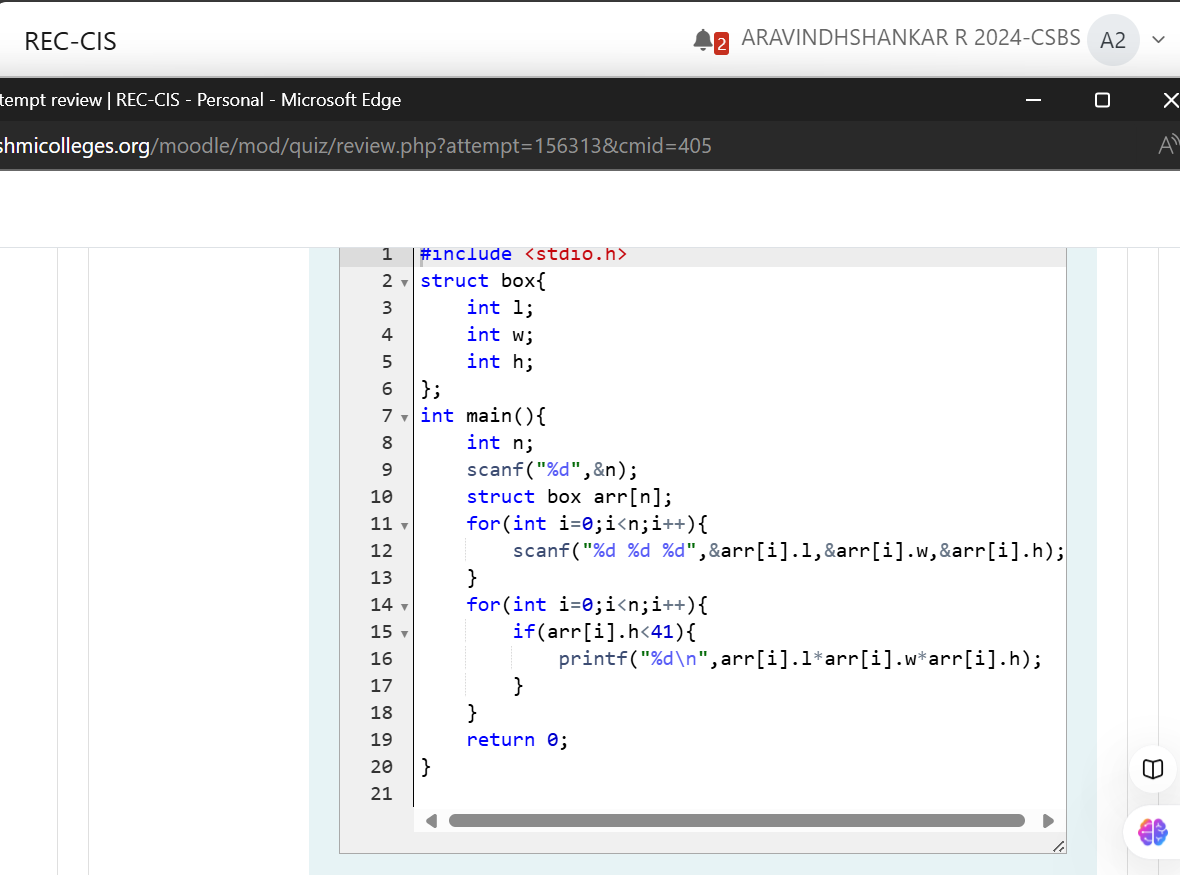 REC-CIS
2 ARAVINDHSHANKAR R 2024-CSBS A2
tempt review | REC-CIS - Personal - Microsoft Edge
shmicolleges.org/moodle/mod/quiz/review.php?attempt=156313&cmid=405
1 #include <stdio.h>
2 struct box{
3 int l;
4 int w;
5 int h;
6 };
7 int main(){
8 int n;
9 scanf("%d",&n);
10 struct box arr[n];
11 for(int i=0;i<n;i++){
12 scanf("%d %d %d",&arr[i].l,&arr[i].w,&arr[i].h);
13 }
14 for(int i=0;i<n;i++){
15 if(arr[i].h<41){
16 printf("%d\n",arr[i].l*arr[i].w*arr[i].h);
17 }
18 }
19 return 0;
20 }
21